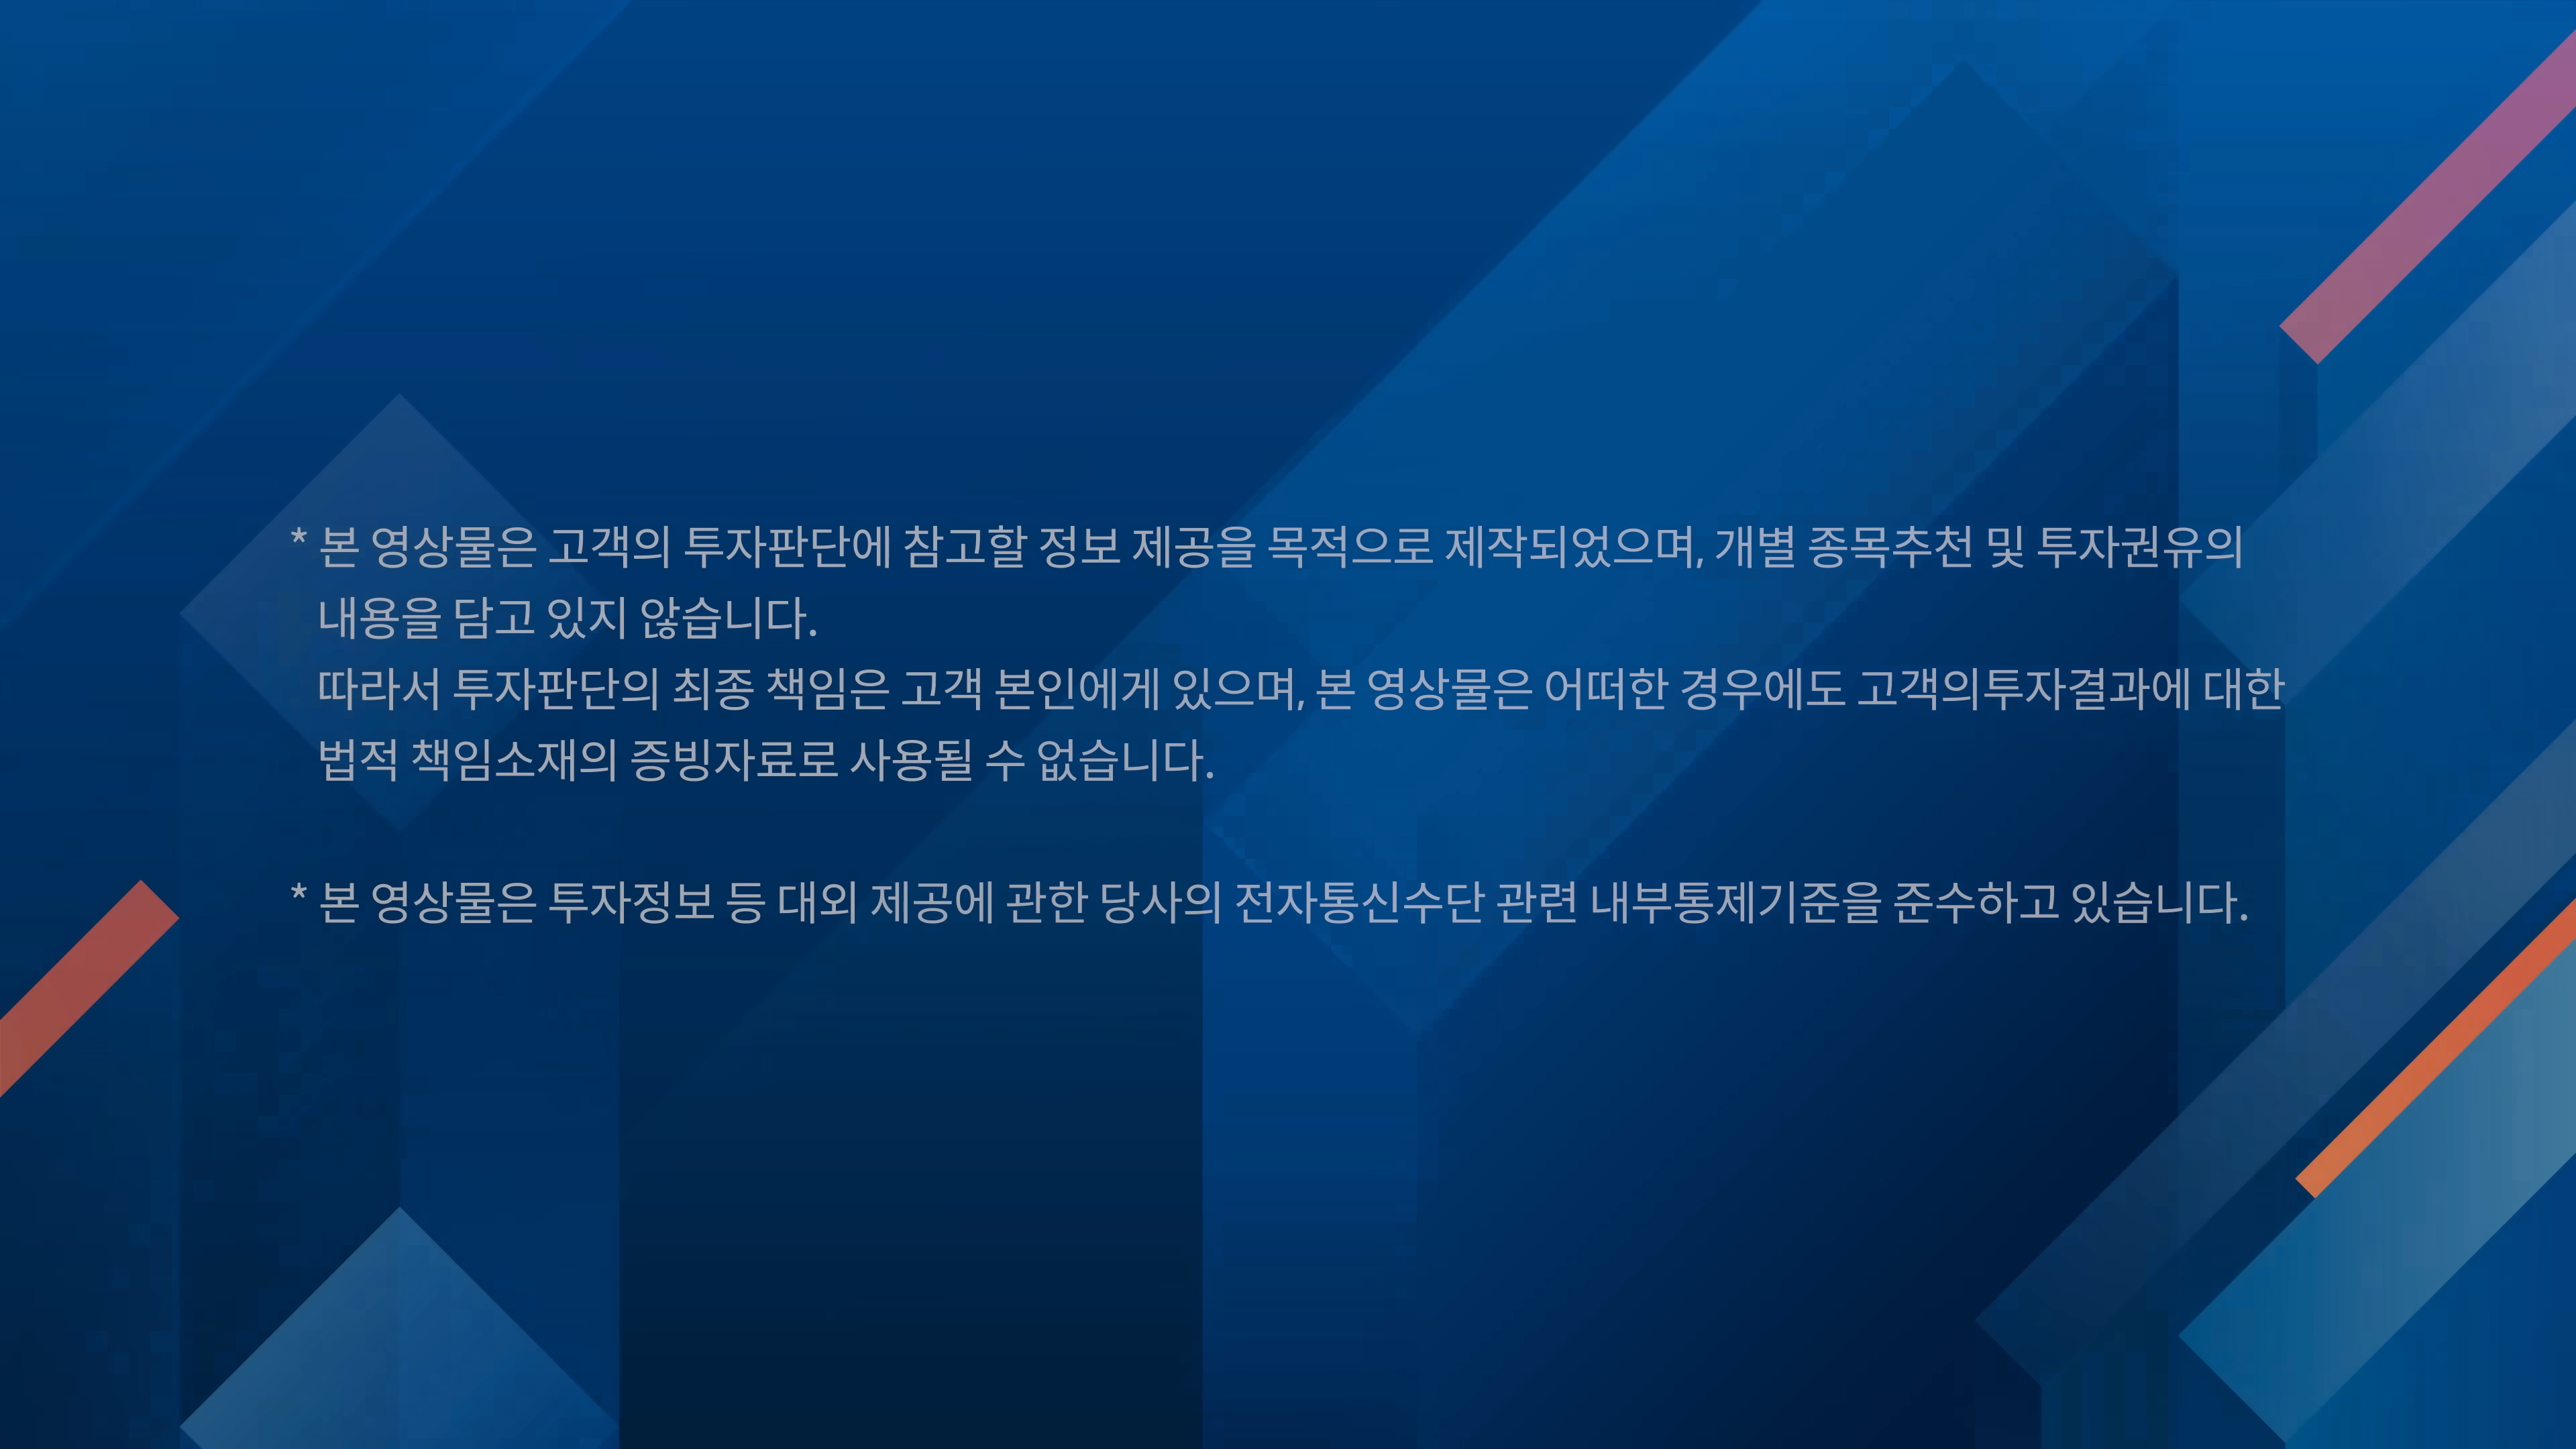 * 본 영상물은 고객의 투자판단에 참고할 정보 제공을 목적으로 제작되었으며, 개별 종목추천 및 투자권유의
내용을 담고 있지 않습니다.
따라서 투자판단의 최종 책임은 고객 본인에게 있으며, 본 영상물은 어떠한 경우에도 고객의투자결과에 대한
법적 책임소재의 증빙자료로 사용될 수 없습니다.
* 본 영상물은 투자정보 등 대외 제공에 관한 당사의 전자통신수단 관련 내부통제기준을 준수하고 있습니다.